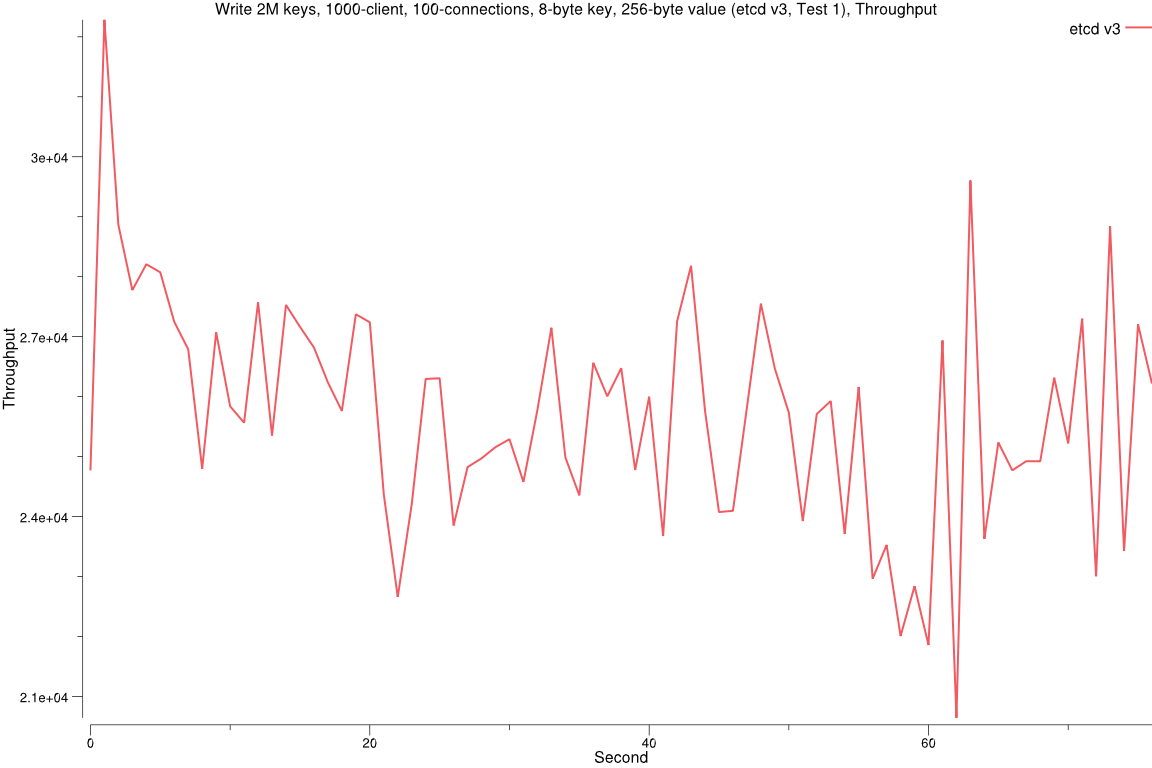 Write 2M keys, 1000-client, 100-connections, 8-byte key, 256-byte value (etcd v3, Test 1), Throughput
etcd v3
3e+04
2.7e+04
2.4e+04
2.1e+04
Throughput
0
20
40
60
Second